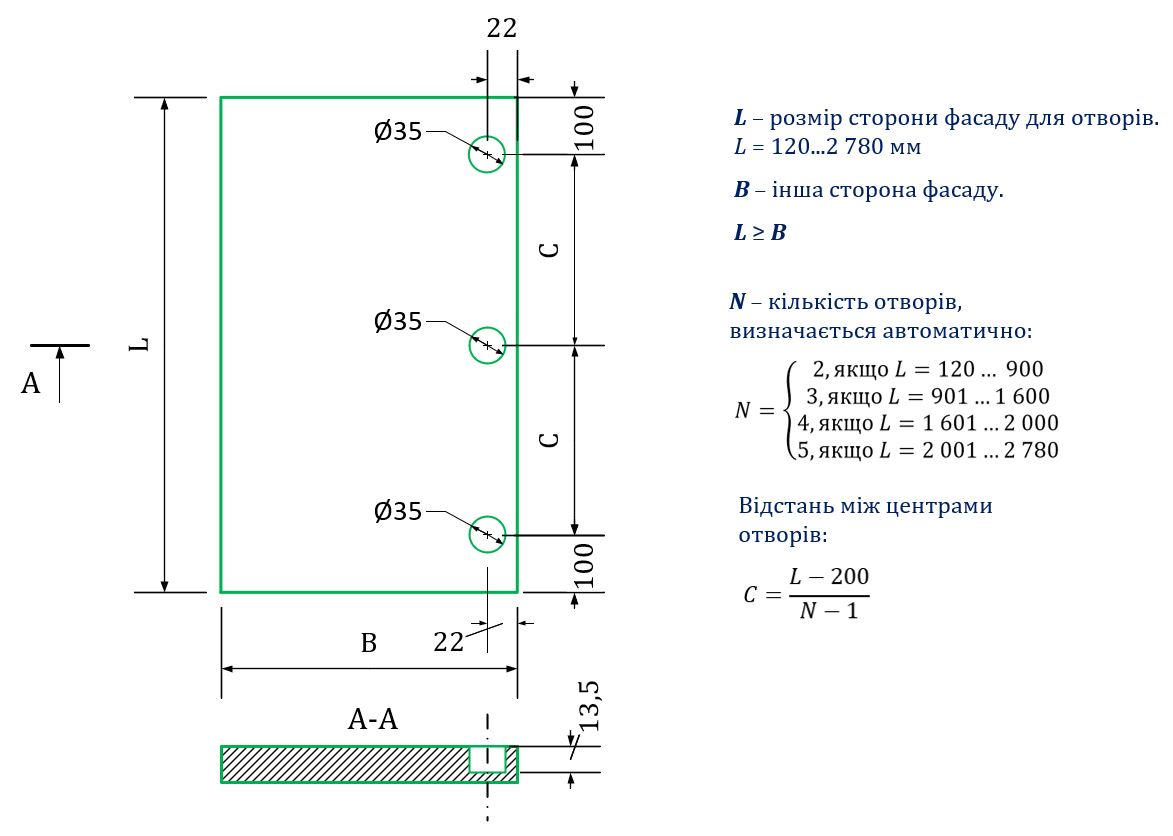 22
100
Ø35
L – розмір сторони фасаду для отворів.
L = 120...2 780 мм
B – інша сторона фасаду.
L ≥ B
C
N – кількість отворів,
визначається автоматично:
Ø35
L
A
N = { 2, якщо L = 120 … 900
3, якщо L = 901 … 1 600
4, якщо L = 1 601 … 2 000
5, якщо L = 2 001 … 2 780
C
Ø35
Відстань між центрами
отворів:
100
C = (L − 200) / (N − 1)
B
22
A-A
13,5